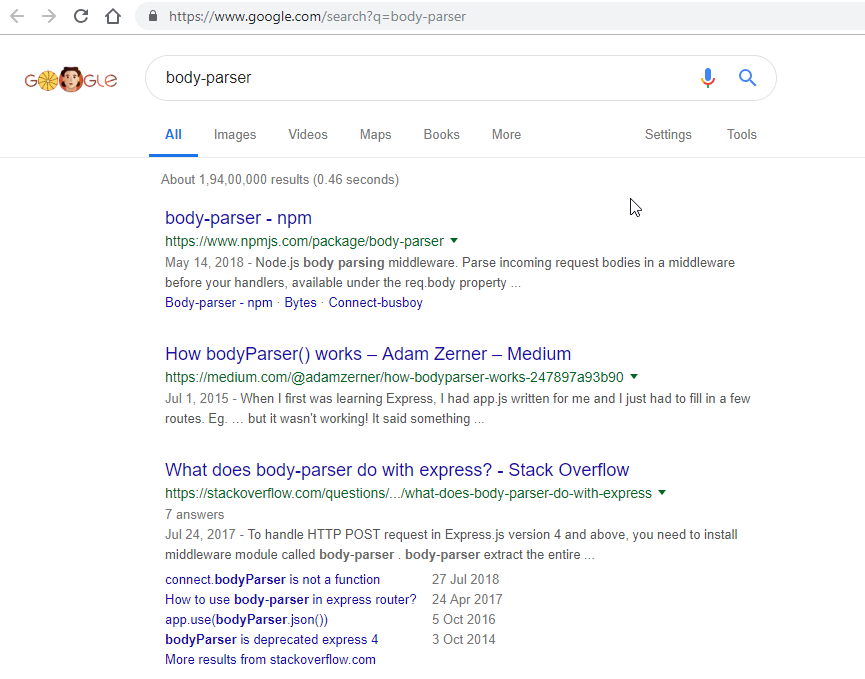 https://www.google.com/search?q=body-parser
GOOGLE
body-parser
All Images Videos Maps Books More Settings Tools
About 1,94,00,000 results (0.46 seconds)
body-parser - npm
https://www.npmjs.com/package/body-parser
May 14, 2018 - Node.js body parsing middleware. Parse incoming request bodies in a middleware
before your handlers, available under the req.body property ...
Body-parser - npm · Bytes · Connect-busboy
How bodyParser() works – Adam Zerner – Medium
https://medium.com/@adamzerner/how-bodyparser-works-247897a93b90
Jul 1, 2015 - When I first was learning Express, I had app.js written for me and I just had to fill in a few
routes. Eg. … but it wasn't working! It said something ...
What does body-parser do with express? - Stack Overflow
https://stackoverflow.com/questions/.../what-does-body-parser-do-with-express
7 answers
Jul 24, 2017 - To handle HTTP POST request in Express.js version 4 and above, you need to install
middleware module called body-parser . body-parser extract the entire ...
connect.bodyParser is not a function 27 Jul 2018
How to use body-parser in express router? 24 Apr 2017
app.use(bodyParser.json()) 5 Oct 2016
bodyParser is deprecated express 4 3 Oct 2014
More results from stackoverflow.com